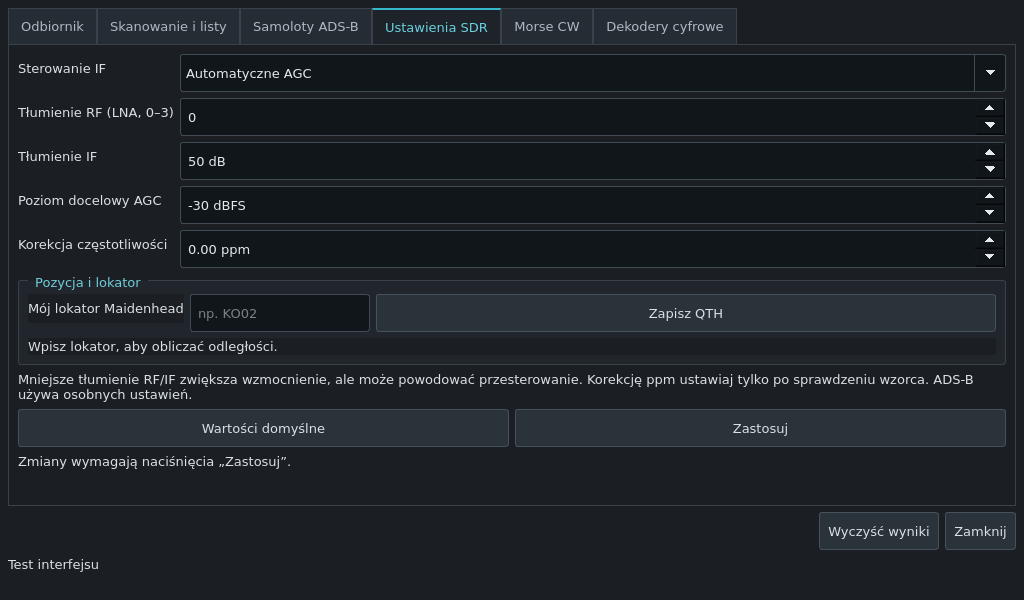 Odbiornik Skanowanie i listy Samoloty ADS-B Ustawienia SDR Morse CW Dekodery cyfrowe
Sterowanie IF Automatyczne AGC
Tłumienie RF (LNA, 0–3) 0
Tłumienie IF 50 dB
Poziom docelowy AGC -30 dBFS
Korekcja częstotliwości 0.00 ppm
Pozycja i lokator
Mój lokator Maidenhead np. KO02 Zapisz QTH
Wpisz lokator, aby obliczać odległości.
Mniejsze tłumienie RF/IF zwiększa wzmocnienie, ale może powodować przesterowanie. Korekcję ppm ustawiaj tylko po sprawdzeniu wzorca. ADS-B
używa osobnych ustawień.
Wartości domyślne Zastosuj
Zmiany wymagają naciśnięcia „Zastosuj”.
Wyczyść wyniki Zamknij
Test interfejsu